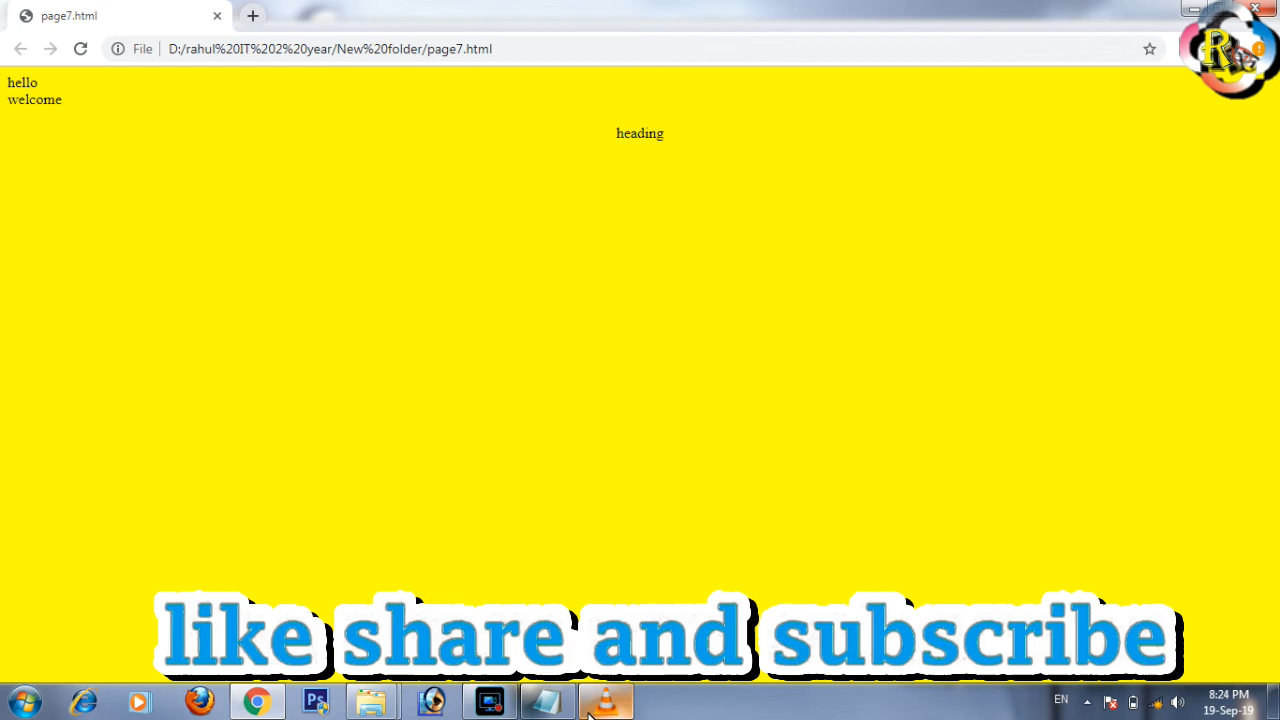 page7.html
File D:/rahul%20IT%202%20year/New%20folder/page7.html
hello
welcome
heading
like share and subscribe
Ps
EN
8:24 PM
19-Sep-19